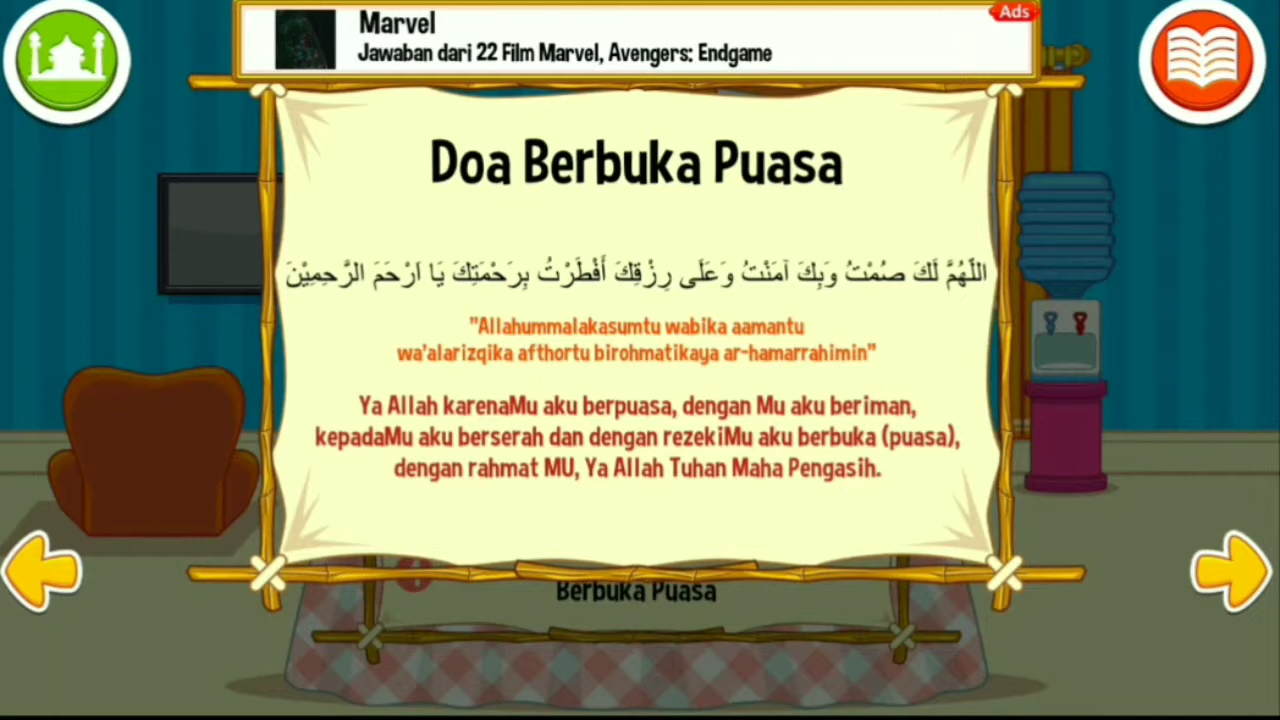 Ads
Marvel
Jawaban dari 22 Film Marvel, Avengers: Endgame
Doa Berbuka Puasa
اللّهُمَّ لَكَ صُمْتُ وَبِكَ آمَنْتُ وَعَلَى رِزْقِكَ أَفْطَرْتُ بِرَحْمَتِكَ يَا اَرْحَمَ الرَّحِمِيْنَ
"Allahummalakasumtu wabika aamantu
wa'alarizqika afthortu birohmatikaya ar-hamarrahimin"
Ya Allah karenaMu aku berpuasa, dengan Mu aku beriman,
kepadaMu aku berserah dan dengan rezekiMu aku berbuka (puasa),
dengan rahmat MU, Ya Allah Tuhan Maha Pengasih.
Berbuka Puasa